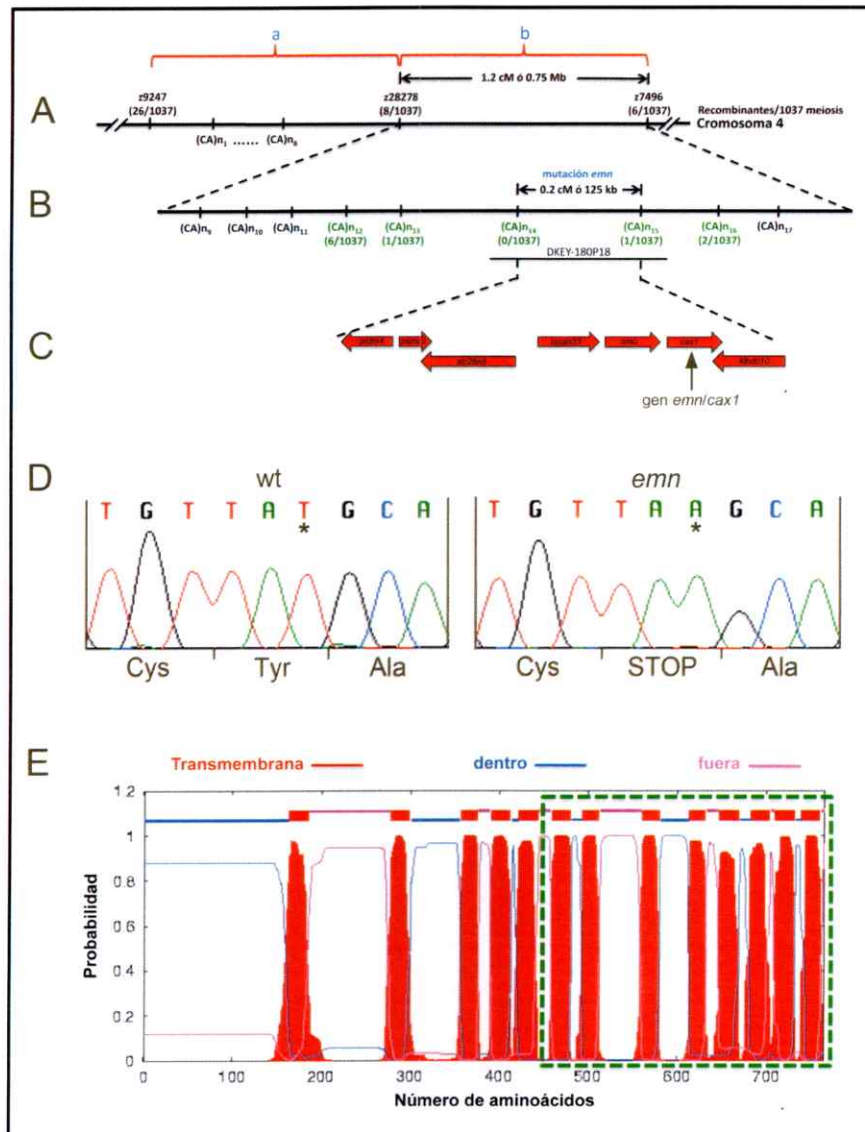 a b
1.2 cM ó 0.75 Mb
A
z9247 z28278 z7496
(26/1037) (8/1037) (6/1037) Recombinantes/1037 meiosis
Cromosoma 4
(CA)n1 ...... (CA)n8
mutación emn
B
0.2 cM ó 125 kb
(CA)n9 (CA)n10 (CA)n11 (CA)n12 (CA)n13 (CA)n14 (CA)n15 (CA)n16 (CA)n17
(6/1037) (1/1037) (0/1037) (1/1037) (2/1037)
DKEY-180P18
C
cax1
gen emn/cax1
D
wt emn
T G T T A T G C A T G T T A A G C A
* *
Cys Tyr Ala Cys STOP Ala
E
Transmembrana dentro fuera
1.2
1
0.8
0.6
0.4
0.2
0
Probabilidad
0 100 200 300 400 500 600 700
Número de aminoácidos